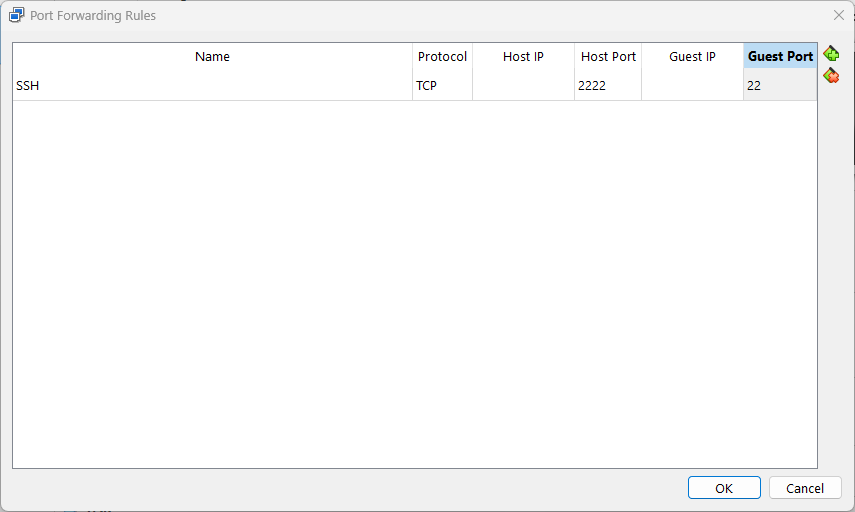 Port Forwarding Rules
Name Protocol Host IP Host Port Guest IP Guest Port
SSH TCP 2222 22
OK Cancel